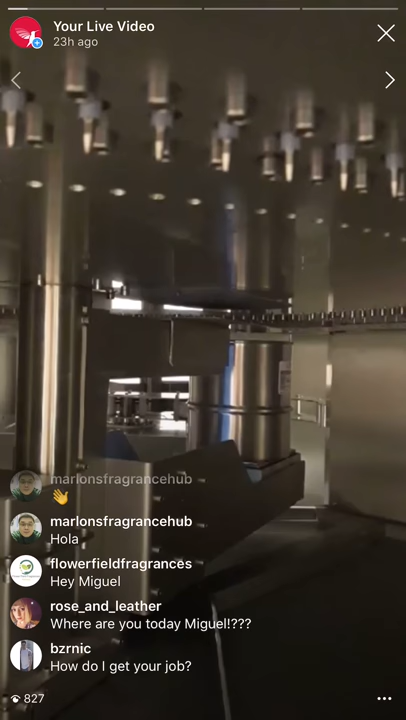 Your Live Video
23h ago
marlonsfragrancehub
👋
marlonsfragrancehub
Hola
flowerfieldfragrances
Hey Miguel
rose_and_leather
Where are you today Miguel!???
bzrnic
How do I get your job?
827